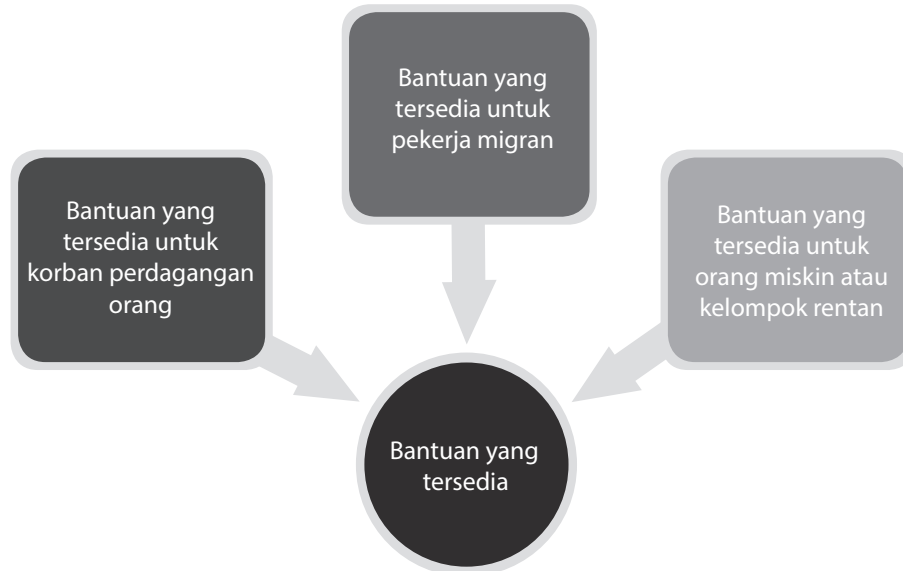 Bantuan yang
tersedia untuk
pekerja migran
Bantuan yang
tersedia untuk
korban perdagangan
orang
Bantuan yang
tersedia untuk
orang miskin atau
kelompok rentan
Bantuan yang
tersedia